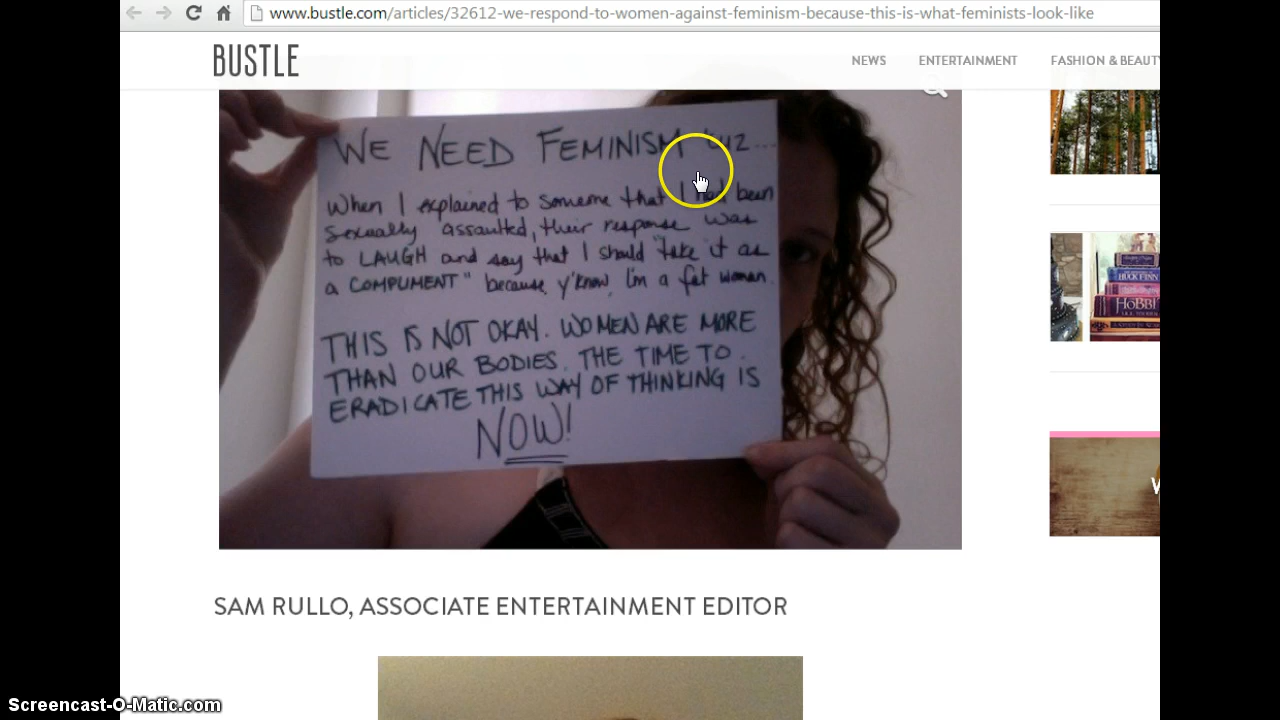 www.bustle.com/articles/32612-we-respond-to-women-against-feminism-because-this-is-what-feminists-look-like
BUSTLE
NEWS
ENTERTAINMENT
FASHION & BEAUTY
WE NEED FEMINISM cuz...
When I explained to someone that I had been
sexually assaulted, their response was
to LAUGH and say that I should "take it as
a COMPLIMENT" because, y'know, I'm a fat woman.
THIS IS NOT OKAY. WOMEN ARE MORE
THAN OUR BODIES. THE TIME TO
ERADICATE THIS WAY OF THINKING IS
NOW!
HUCK FINN
HOBBIT
SAM RULLO, ASSOCIATE ENTERTAINMENT EDITOR
Screencast-O-Matic.com